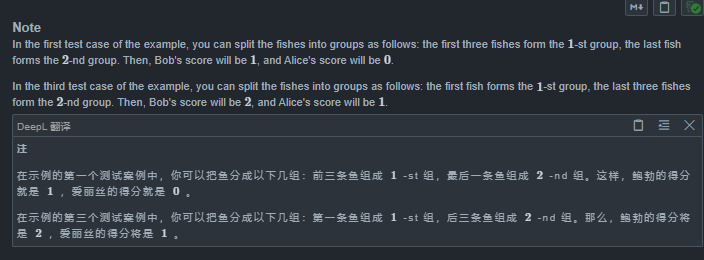 M↓
Note
In the first test case of the example, you can split the fishes into groups as follows: the first three fishes form the 1-st group, the last fish
forms the 2-nd group. Then, Bob's score will be 1, and Alice's score will be 0.
In the third test case of the example, you can split the fishes into groups as follows: the first fish forms the 1-st group, the last three fishes
form the 2-nd group. Then, Bob's score will be 2, and Alice's score will be 1.
DeepL 翻译
注
在示例的第一个测试案例中，你可以把鱼分成以下几组：前三条鱼组成 1 -st 组，最后一条鱼组成 2 -nd 组。这样，鲍勃的得分
就是 1 ，爱丽丝的得分就是 0 。
在示例的第三个测试案例中，你可以把鱼分成以下几组：第一条鱼组成 1 -st 组，后三条鱼组成 2 -nd 组。那么，鲍勃的得分将
是 2 ，爱丽丝的得分将是 1 。